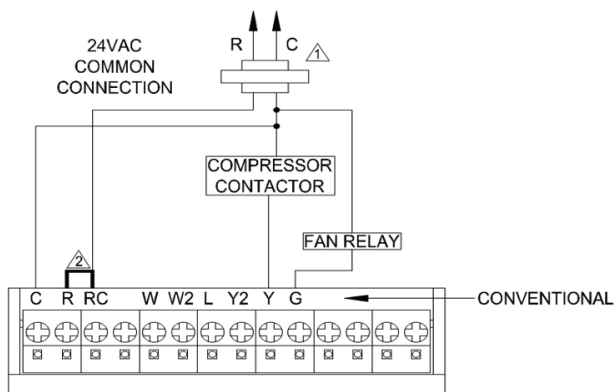 R C
1
24VAC
COMMON
CONNECTION
COMPRESSOR
CONTACTOR
FAN RELAY
2
C R RC W W2 L Y2 Y G
CONVENTIONAL